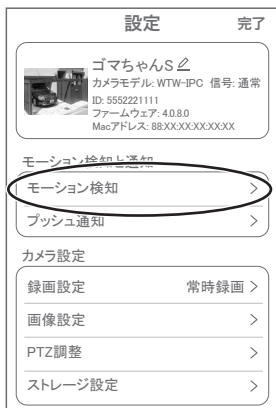 設定 完了
ゴマちゃんS
カメラモデル: WTW-IPC 信号: 通常
ID: 5552221111
ファームウェア: 4.0.8.0
Macアドレス: 88:XX:XX:XX:XX:XX
モーション検知と通知
モーション検知 >
プッシュ通知 >
カメラ設定
録画設定 常時録画 >
画像設定 >
PTZ調整 >
ストレージ設定 >